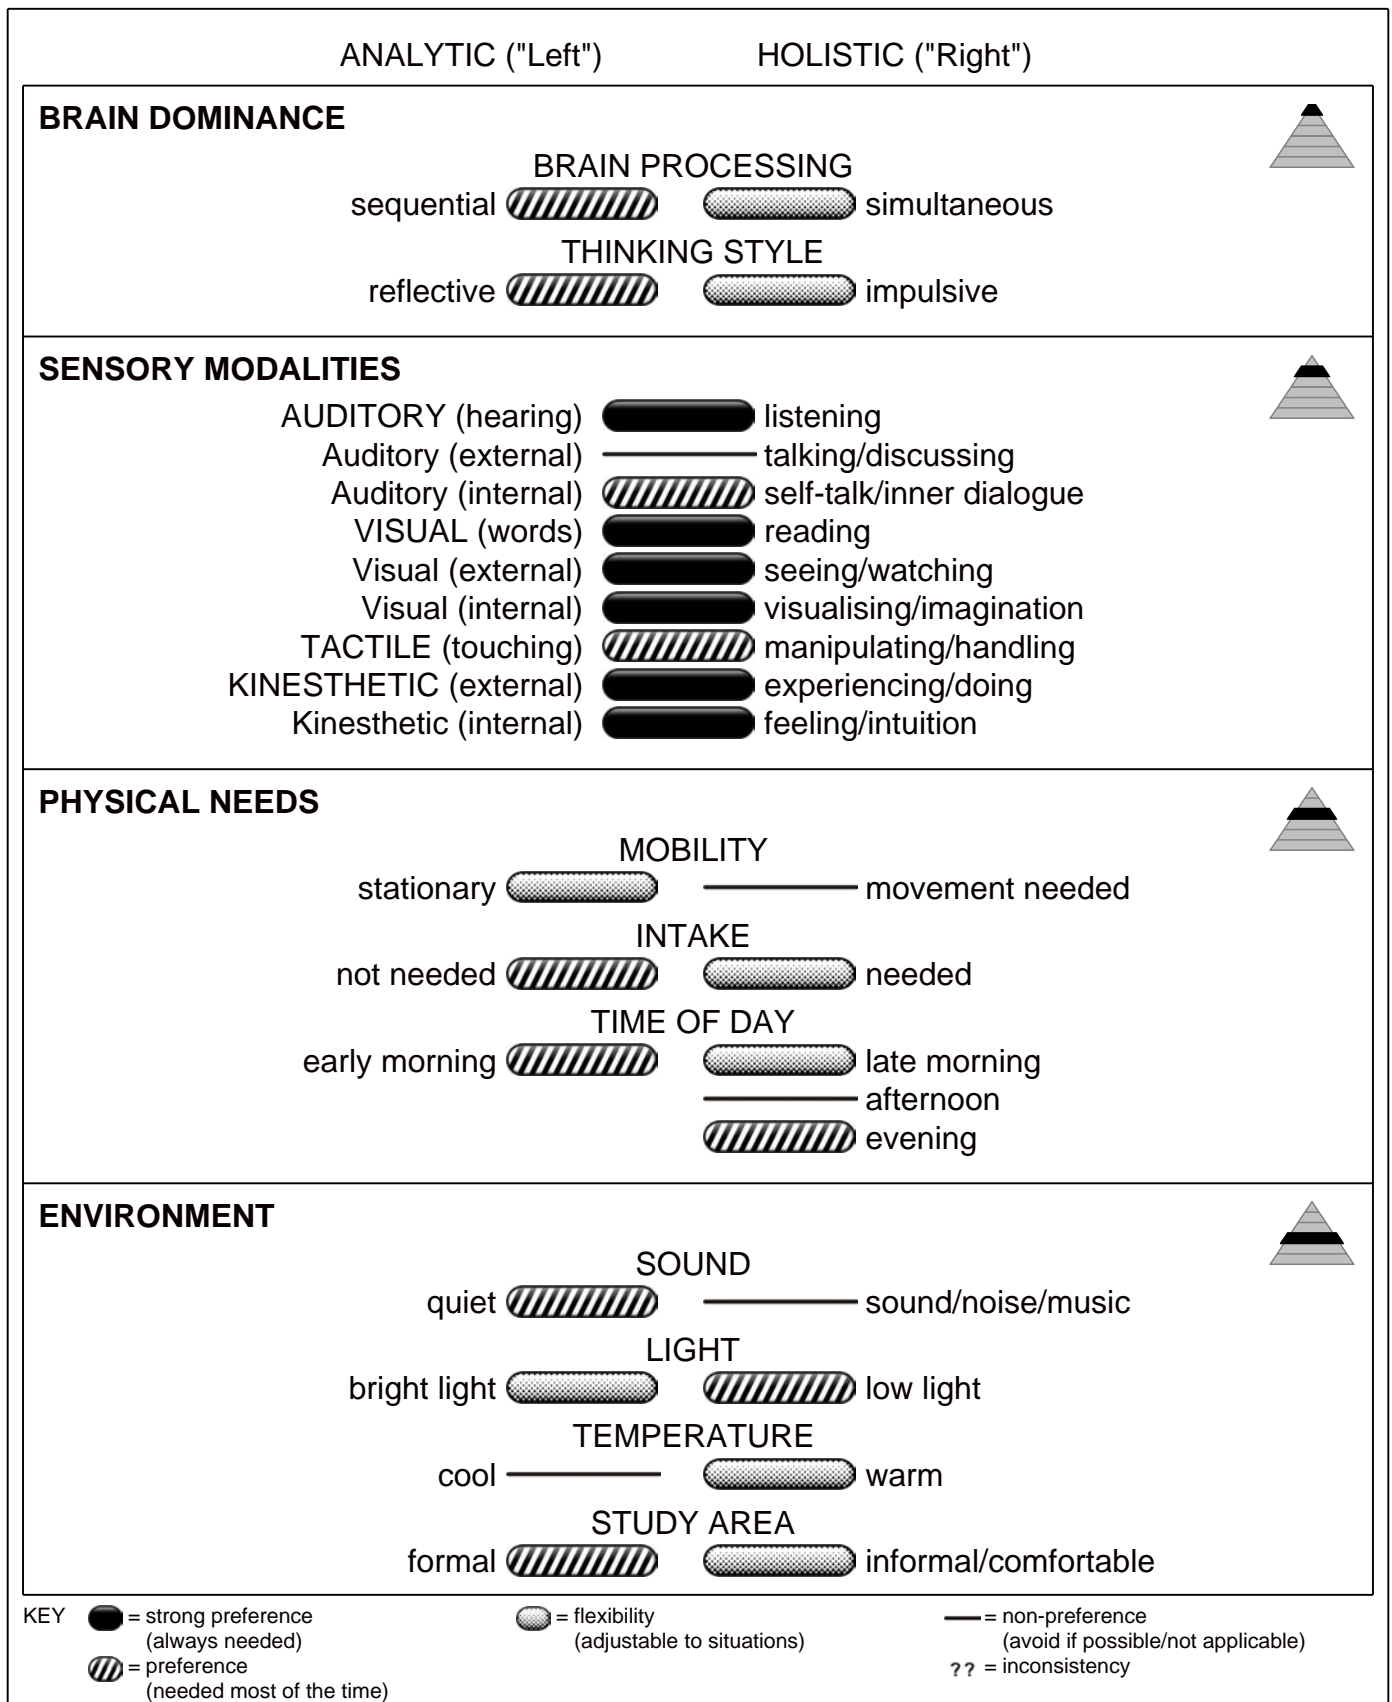 ANALYTIC ("Left") HOLISTIC ("Right")
BRAIN DOMINANCE
BRAIN PROCESSING
sequential simultaneous
THINKING STYLE
reflective impulsive
SENSORY MODALITIES
AUDITORY (hearing) listening
Auditory (external) talking/discussing
Auditory (internal) self-talk/inner dialogue
VISUAL (words) reading
Visual (external) seeing/watching
Visual (internal) visualising/imagination
TACTILE (touching) manipulating/handling
KINESTHETIC (external) experiencing/doing
Kinesthetic (internal) feeling/intuition
PHYSICAL NEEDS
MOBILITY
stationary movement needed
INTAKE
not needed needed
TIME OF DAY
early morning late morning
afternoon
evening
ENVIRONMENT
SOUND
quiet sound/noise/music
LIGHT
bright light low light
TEMPERATURE
cool warm
STUDY AREA
formal informal/comfortable
KEY = strong preference = flexibility = non-preference
(always needed) (adjustable to situations) (avoid if possible/not applicable)
= preference ?? = inconsistency
(needed most of the time)